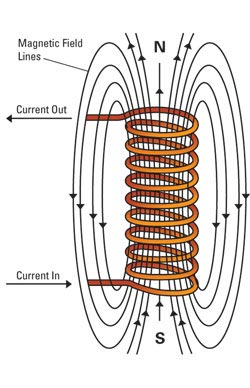 Magnetic Field
Lines
N
Current Out
Current In
S